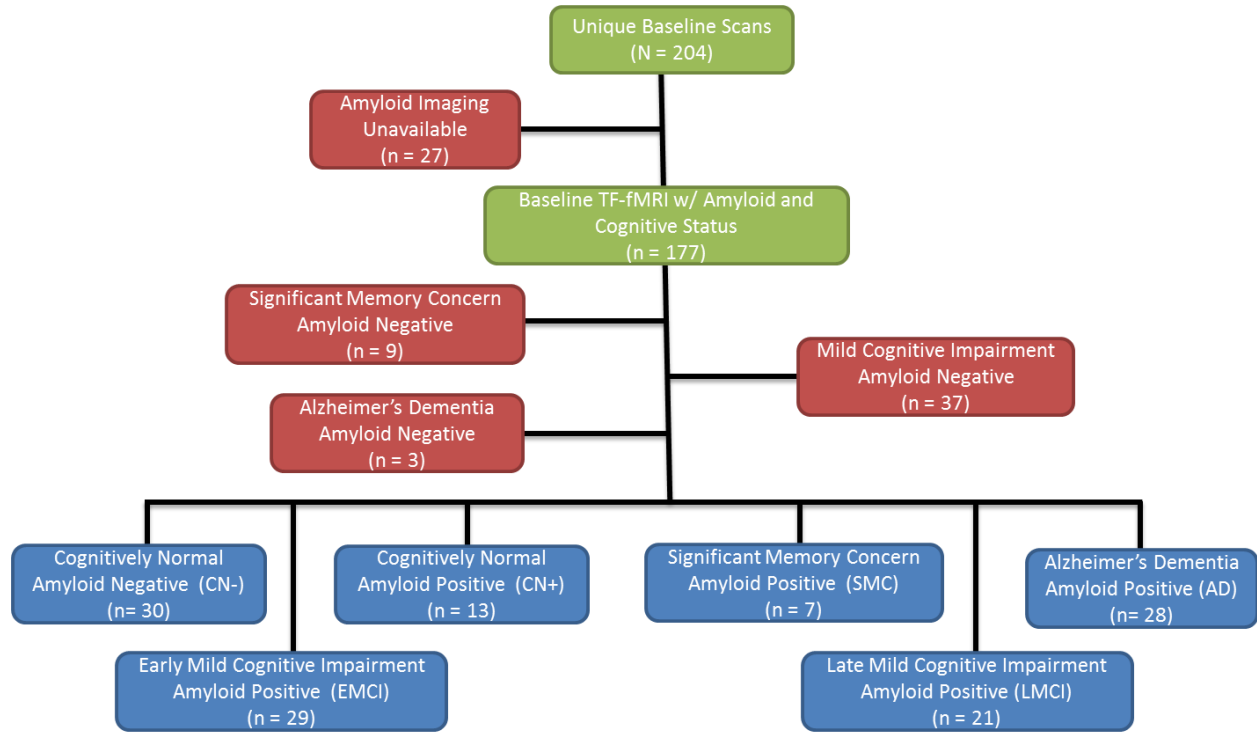 Unique Baseline Scans
(N = 204)
Amyloid Imaging
Unavailable
(n = 27)
Baseline TF-fMRI w/ Amyloid and
Cognitive Status
(n = 177)
Significant Memory Concern
Amyloid Negative
(n = 9)
Mild Cognitive Impairment
Amyloid Negative
(n = 37)
Alzheimer’s Dementia
Amyloid Negative
(n = 3)
Cognitively Normal
Amyloid Negative (CN-)
(n= 30)
Cognitively Normal
Amyloid Positive (CN+)
(n = 13)
Significant Memory Concern
Amyloid Positive (SMC)
(n = 7)
Alzheimer’s Dementia
Amyloid Positive (AD)
(n= 28)
Early Mild Cognitive Impairment
Amyloid Positive (EMCI)
(n = 29)
Late Mild Cognitive Impairment
Amyloid Positive (LMCI)
(n = 21)